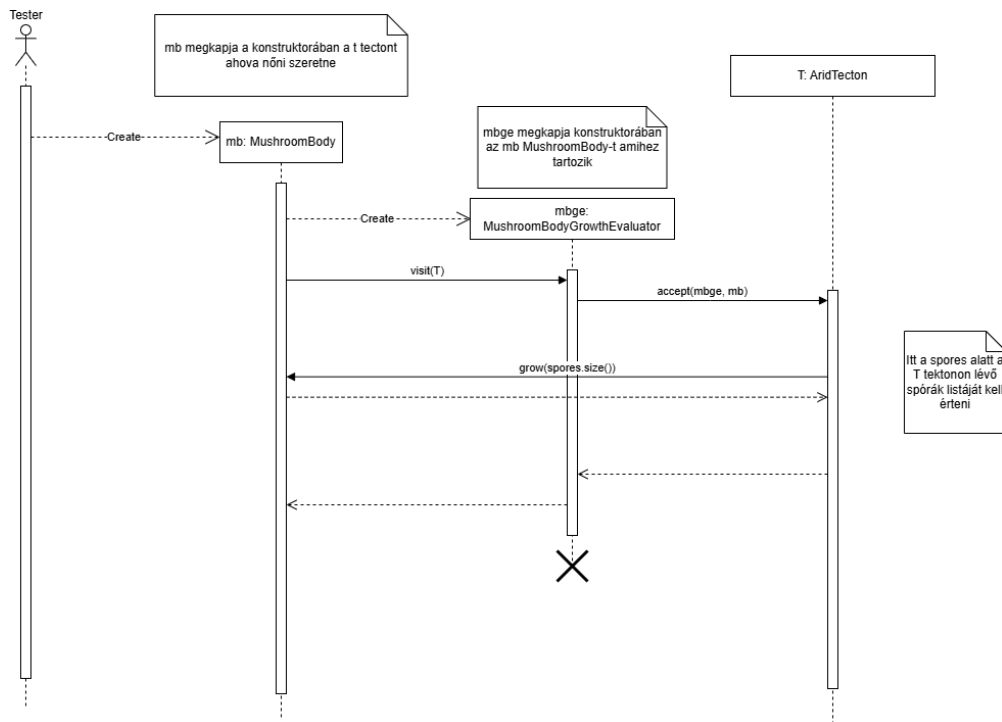 Tester
mb megkapja a konstruktorában a t tectont
ahova nőni szeretne
T: AridTecton
mbge megkapja konstruktorában
az mb MushroomBody-t amihez
tartozik
Create
mb: MushroomBody
mbge:
MushroomBodyGrowthEvaluator
Create
visit(T)
accept(mbge, mb)
Itt a spores alatt a
T tektonon lévő
spórák listáját kell
érteni
grow(spores.size())